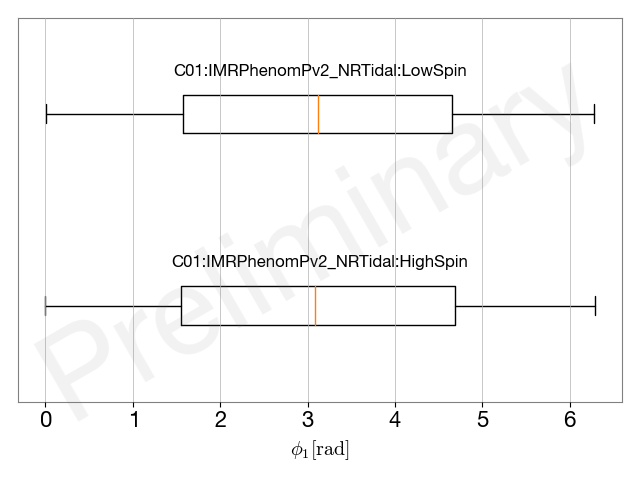 C01:IMRPhenomPv2_NRTidal:LowSpin
Preliminary
C01:IMRPhenomPv2_NRTidal:HighSpin
0 1 2 3 4 5 6
ϕ₁[rad]